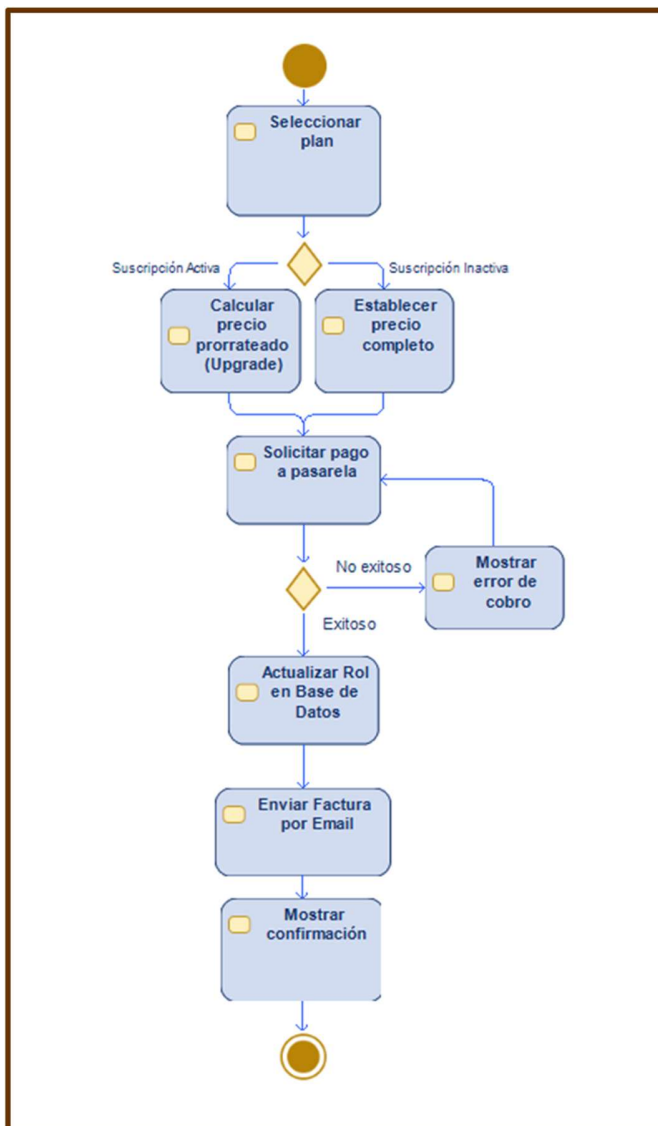 Seleccionar
plan
Suscripción Activa
Suscripción Inactiva
Calcular
precio
prorrateado
(Upgrade)
Establecer
precio
completo
Solicitar pago
a pasarela
No exitoso
Mostrar
error de
cobro
Exitoso
Actualizar Rol
en Base de
Datos
Enviar Factura
por Email
Mostrar
confirmación